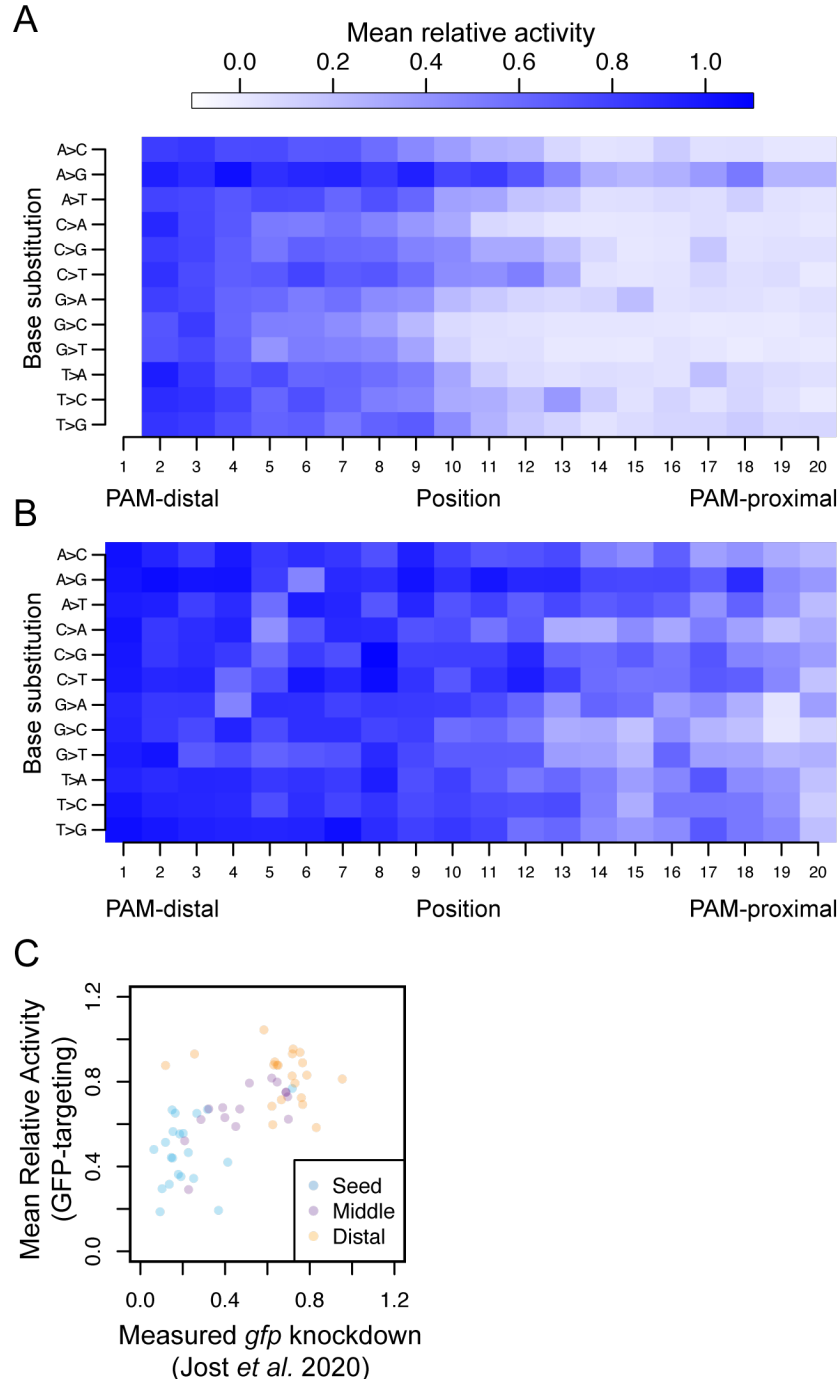 A
Mean relative activity
0.0 0.2 0.4 0.6 0.8 1.0
Base substitution
A>C
A>G
A>T
C>A
C>G
C>T
G>A
G>C
G>T
T>A
T>C
T>G
1 2 3 4 5 6 7 8 9 10 11 12 13 14 15 16 17 18 19 20
PAM-distal Position PAM-proximal
B
Base substitution
A>C
A>G
A>T
C>A
C>G
C>T
G>A
G>C
G>T
T>A
T>C
T>G
1 2 3 4 5 6 7 8 9 10 11 12 13 14 15 16 17 18 19 20
PAM-distal Position PAM-proximal
C
Mean Relative Activity
(GFP-targeting)
1.2
0.8
0.4
0.0
Seed
Middle
Distal
0.0 0.4 0.8 1.2
Measured gfp knockdown
(Jost et al. 2020)